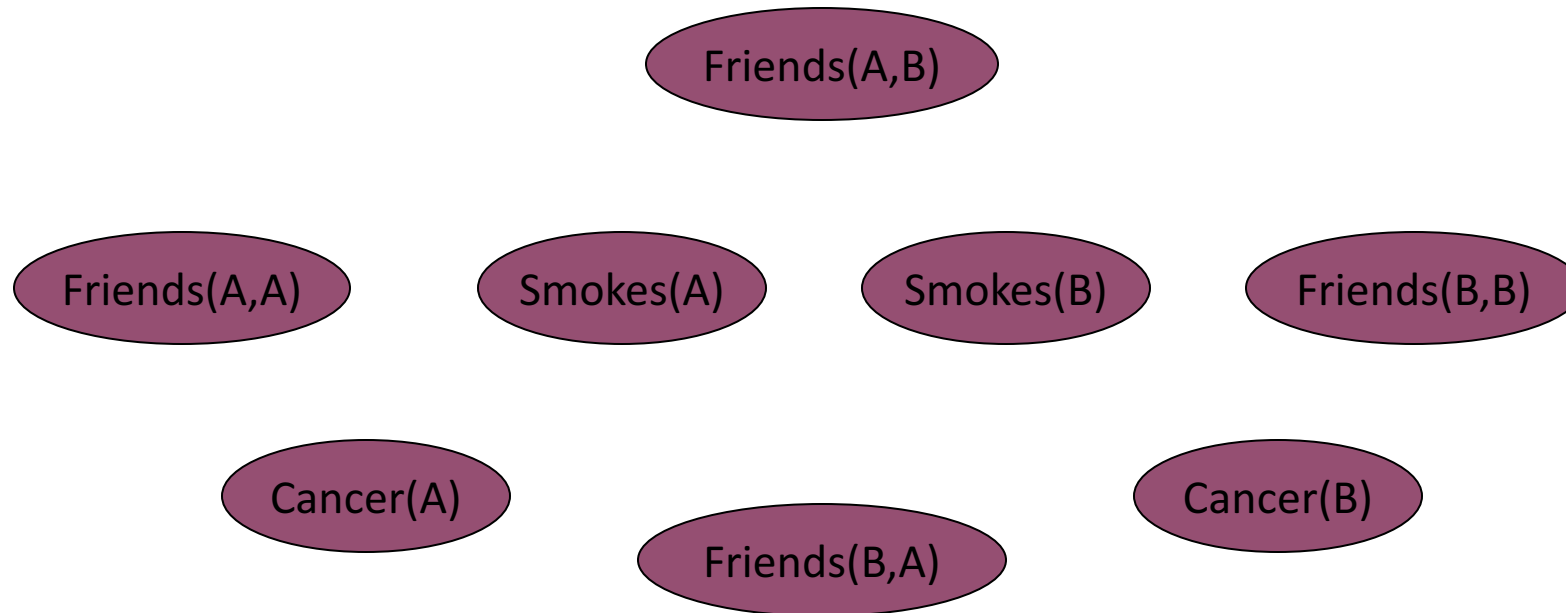 Friends(A,B)
Friends(A,A)
Smokes(A)
Smokes(B)
Friends(B,B)
Cancer(A)
Cancer(B)
Friends(B,A)